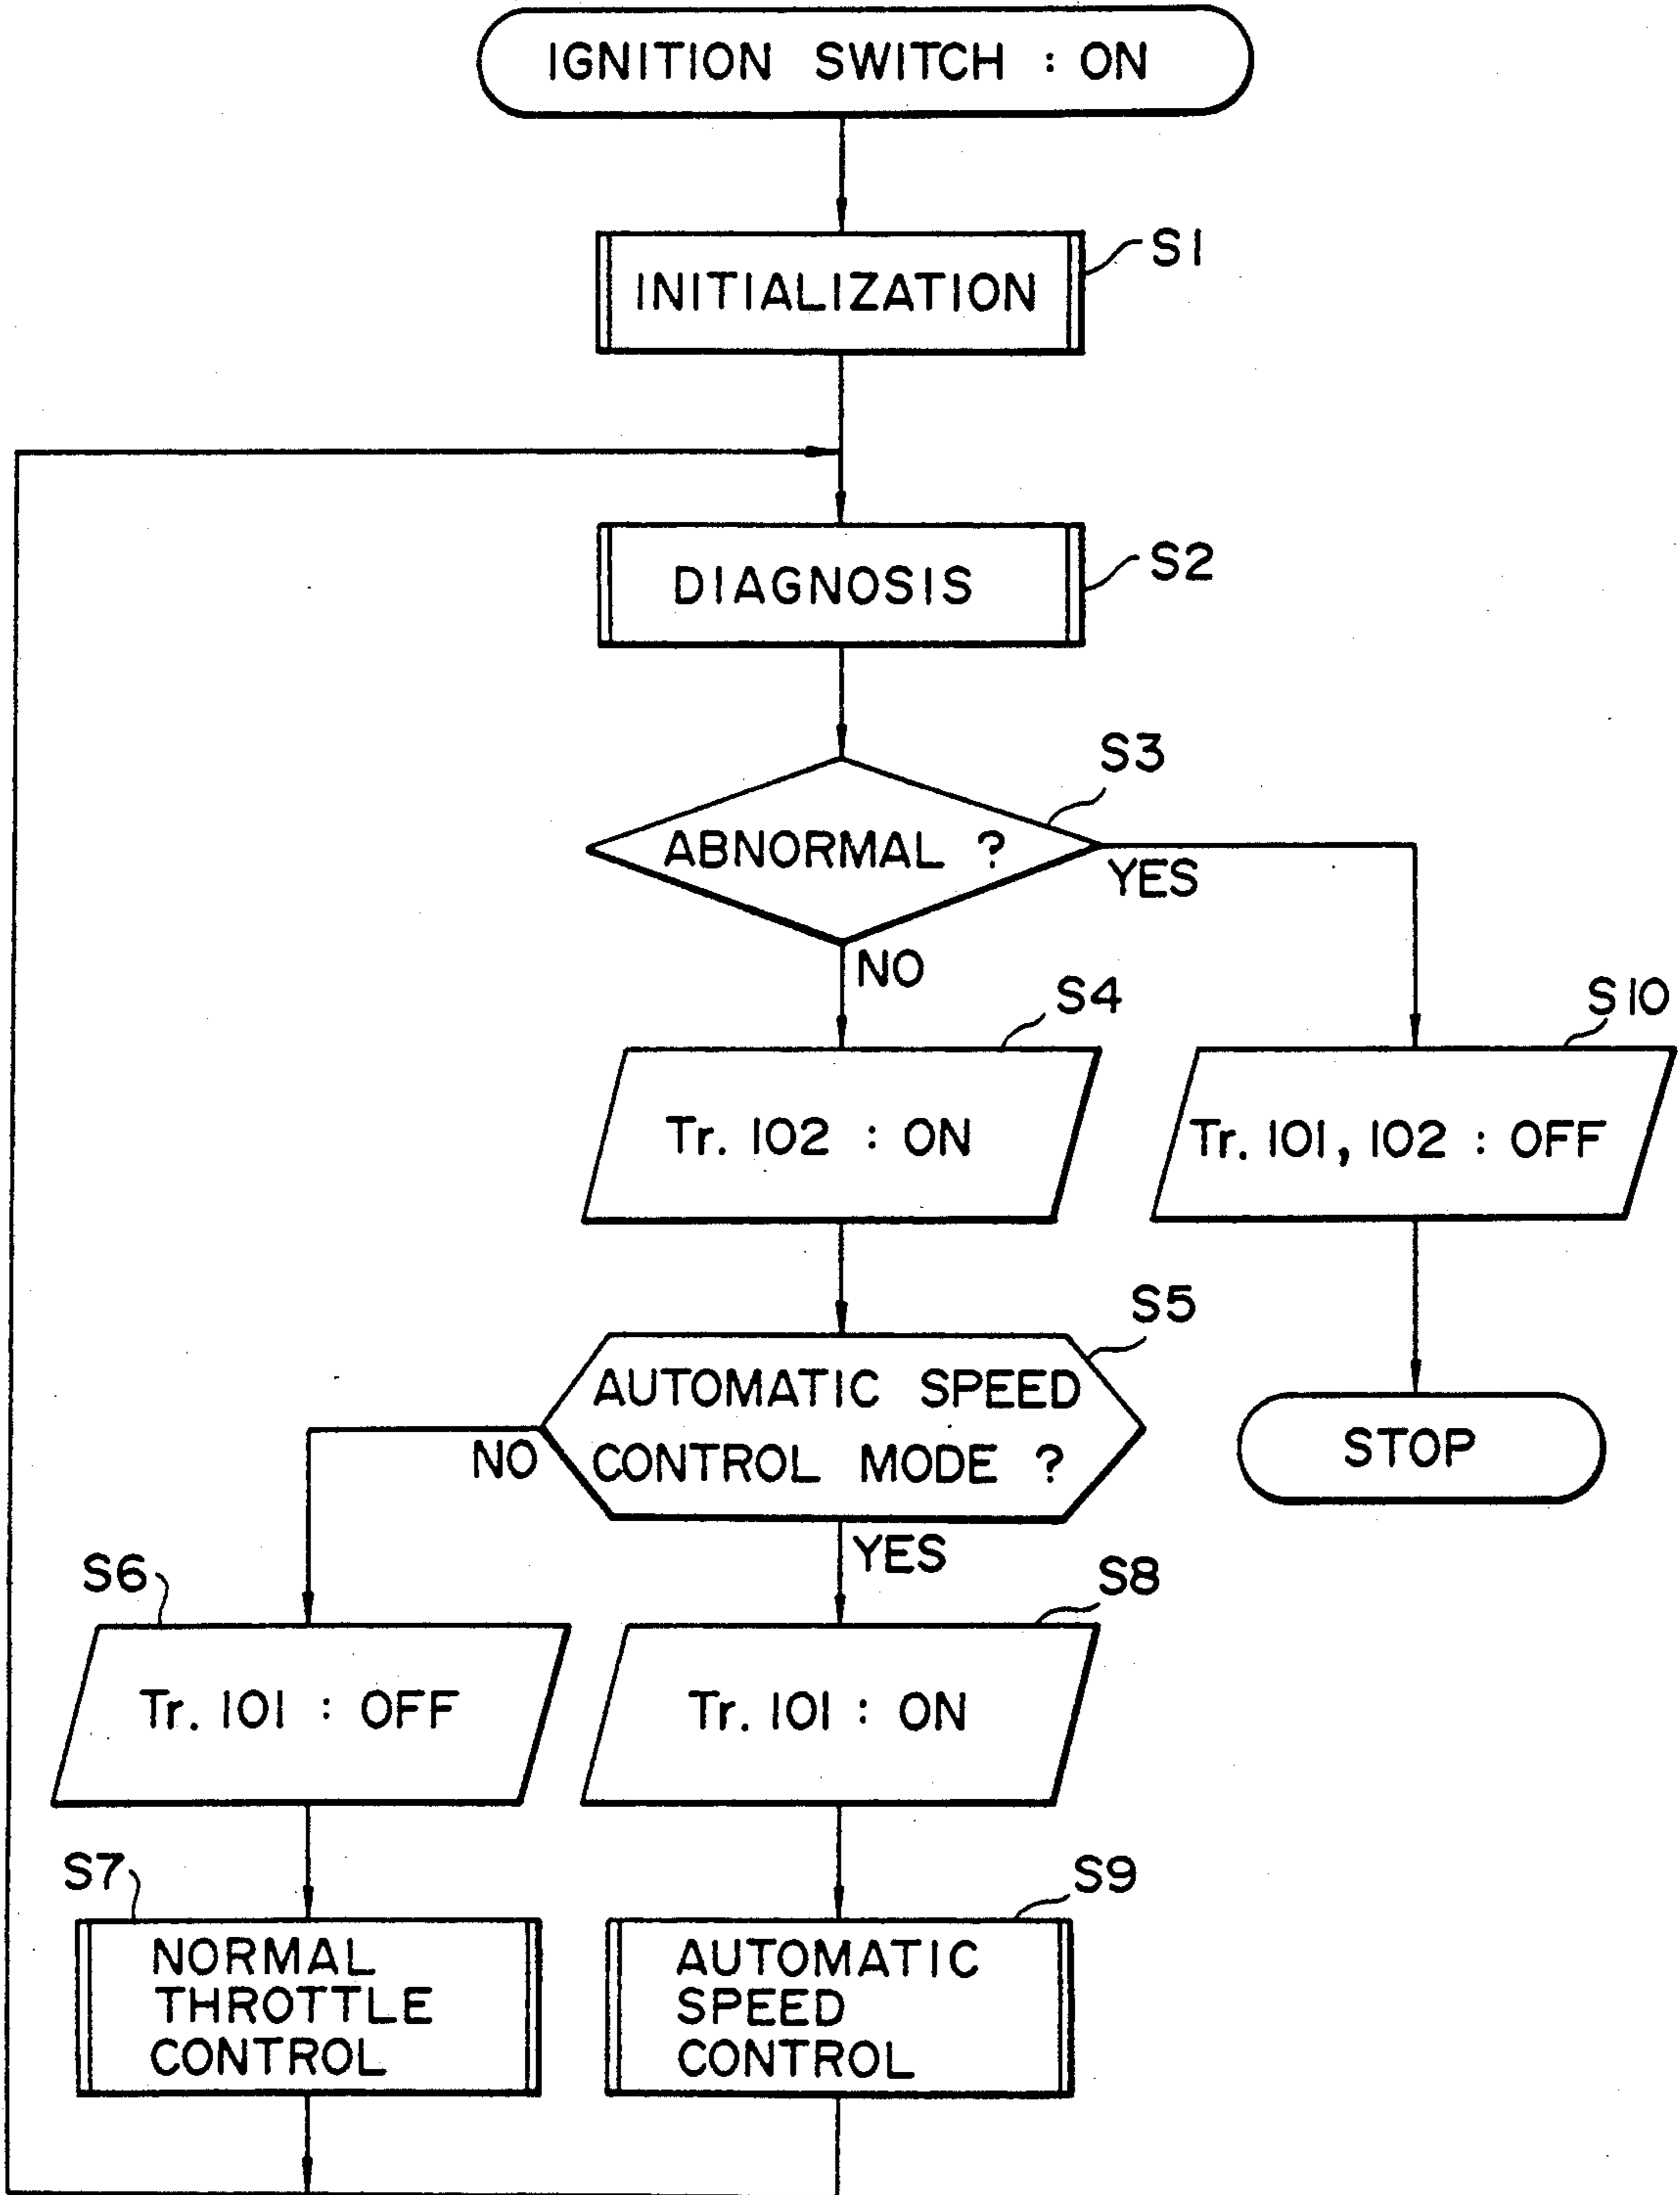 IGNITION SWITCH : ON
S1
INITIALIZATION
S2
DIAGNOSIS
S3
ABNORMAL ?
YES
NO
S4
S10
Tr. 102 : ON
Tr. 101, 102 : OFF
S5
AUTOMATIC SPEED
CONTROL MODE ?
NO
STOP
YES
S6
S8
Tr. 101 : OFF
Tr. 101 : ON
S7
S9
NORMAL
THROTTLE
CONTROL
AUTOMATIC
SPEED
CONTROL